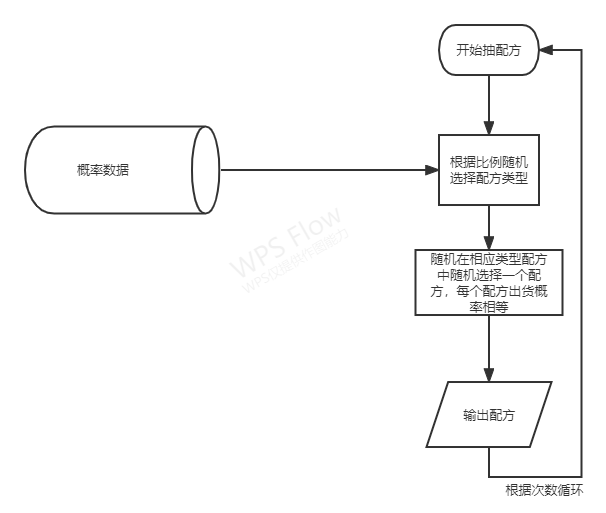 开始抽配方
概率数据
根据比例随机
选择配方类型
WPS Flow
随机在相应类型配方
中随机选择一个配
方，每个配方出货概
率相等
输出配方
根据次数循环